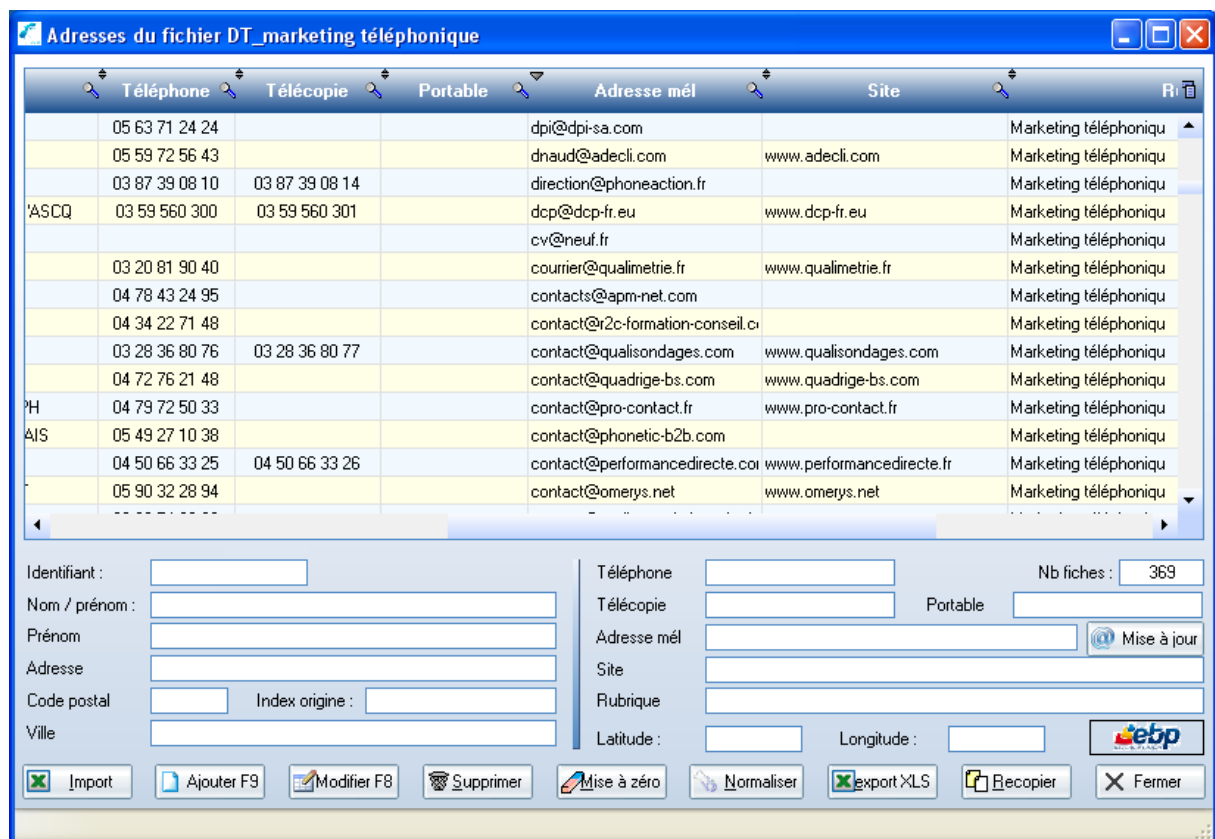 Adresses du fichier DT_marketing téléphonique
Téléphone Télécopie Portable Adresse mél Site
05 63 71 24 24 dpi@dpi-sa.com Marketing téléphoniqu
05 59 72 56 43 dnaud@adecli.com www.adecli.com Marketing téléphoniqu
03 87 39 08 10 03 87 39 08 14 direction@phoneaction.fr Marketing téléphoniqu
'ASCQ 03 59 560 300 03 59 560 301 dcp@dcp-fr.eu www.dcp-fr.eu Marketing téléphoniqu
cv@neuf.fr Marketing téléphoniqu
03 20 81 90 40 courrier@qualimetrie.fr www.qualimetrie.fr Marketing téléphoniqu
04 78 43 24 95 contacts@apm-net.com Marketing téléphoniqu
04 34 22 71 48 contact@r2c-formation-conseil.c Marketing téléphoniqu
03 28 36 80 76 03 28 36 80 77 contact@qualisondages.com www.qualisondages.com Marketing téléphoniqu
04 72 76 21 48 contact@quadrige-bs.com www.quadrige-bs.com Marketing téléphoniqu
PH 04 79 72 50 33 contact@pro-contact.fr www.pro-contact.fr Marketing téléphoniqu
AIS 05 49 27 10 38 contact@phonetic-b2b.com Marketing téléphoniqu
04 50 66 33 25 04 50 66 33 26 contact@performancedirecte.co www.performancedirecte.fr Marketing téléphoniqu
05 90 32 28 94 contact@omerys.net www.omerys.net Marketing téléphoniqu
Identifiant : Téléphone Nb fiches : 369
Nom / prénom : Télécopie Portable
Prénom Adresse mél Mise à jour
Adresse Site
Code postal Index origine : Rubrique
Ville Latitude : Longitude : ebp
Import Ajouter F9 Modifier F8 Supprimer Mise à zéro Normaliser export XLS Recopier Fermer